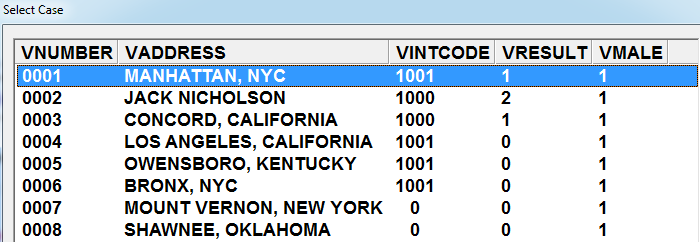 Select Case
VNUMBER VADDRESS VINTCODE VRESULT VMALE
0001 MANHATTAN, NYC 1001 1 1
0002 JACK NICHOLSON 1000 2 1
0003 CONCORD, CALIFORNIA 1000 1 1
0004 LOS ANGELES, CALIFORNIA 1001 0 1
0005 OWENSBORO, KENTUCKY 1001 0 1
0006 BRONX, NYC 1001 0 1
0007 MOUNT VERNON, NEW YORK 0 0 1
0008 SHAWNEE, OKLAHOMA 0 0 1